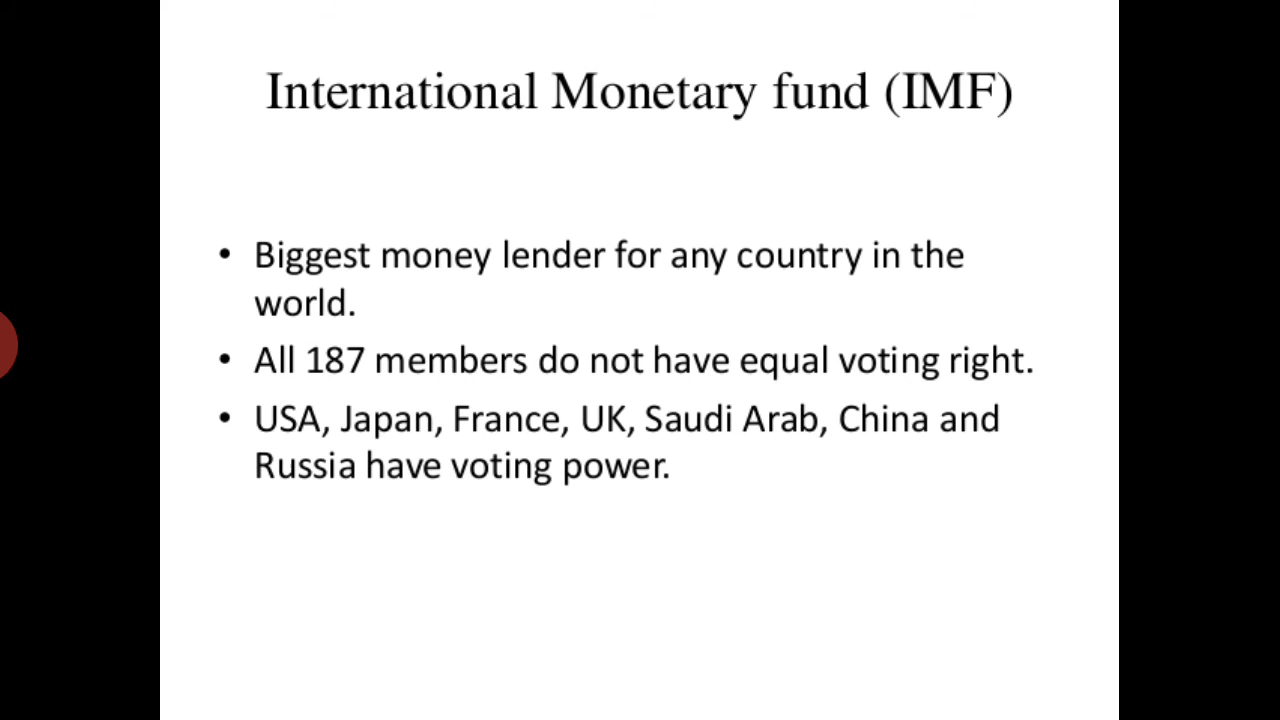 International Monetary fund (IMF)
• Biggest money lender for any country in the
world.
• All 187 members do not have equal voting right.
• USA, Japan, France, UK, Saudi Arab, China and
Russia have voting power.